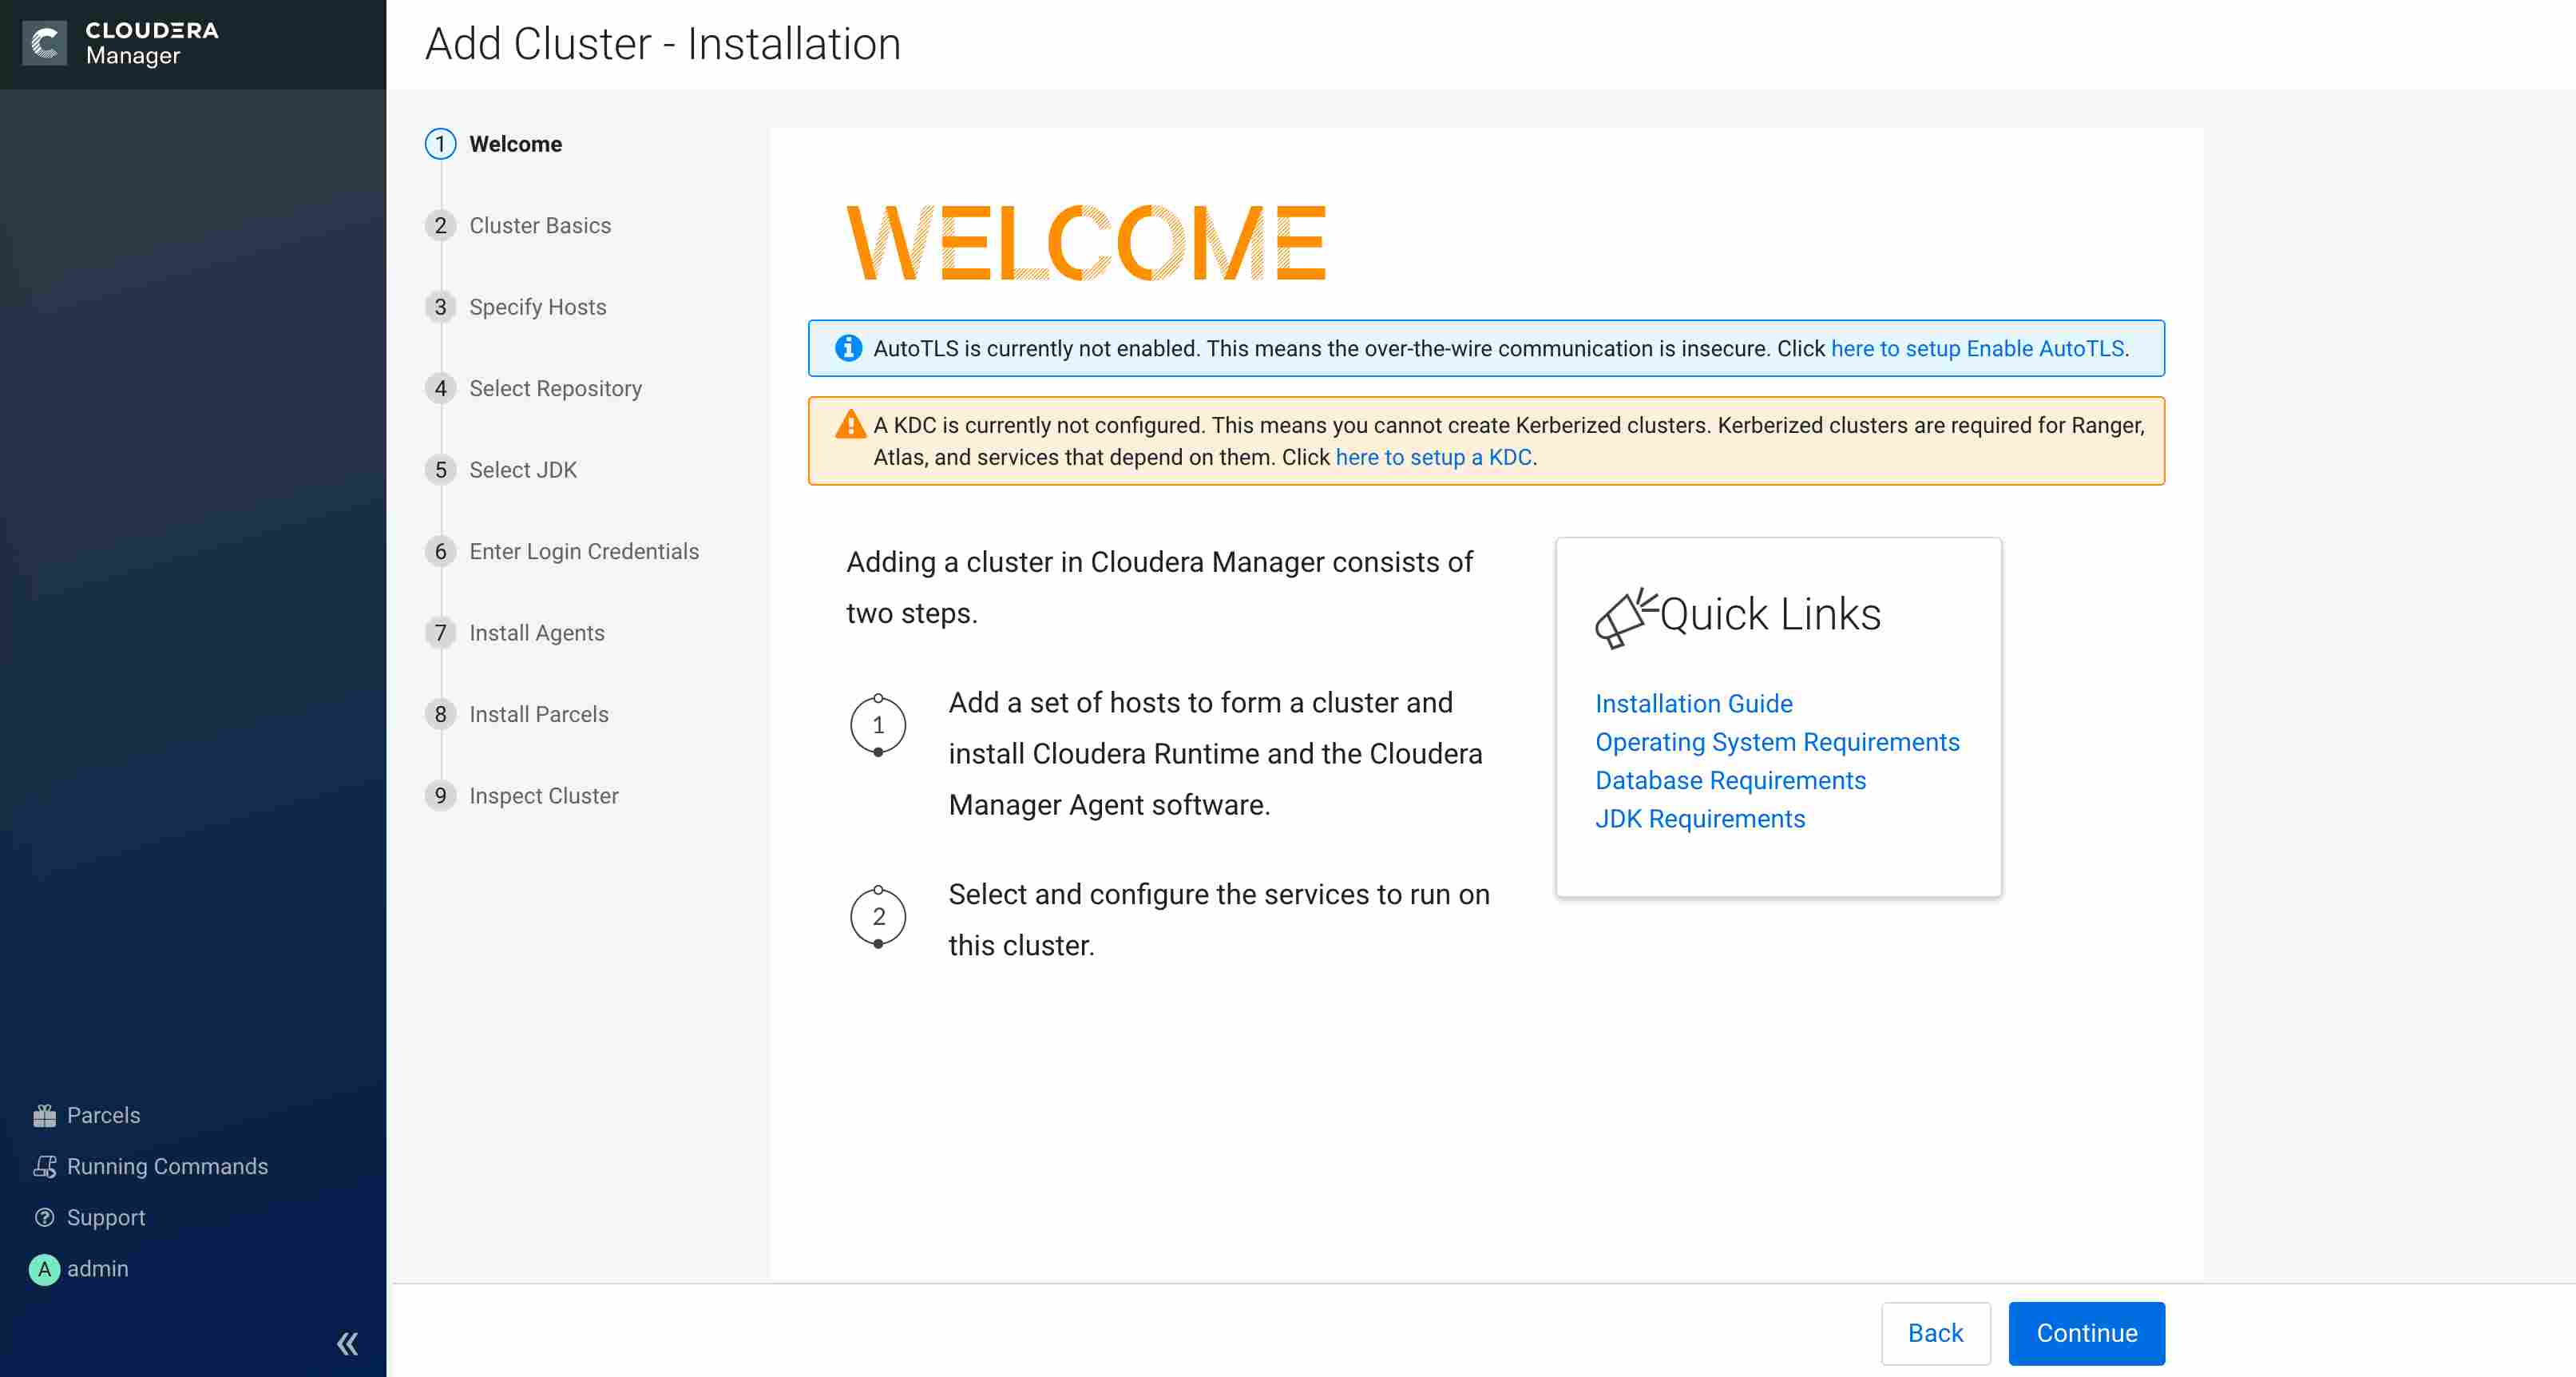 CLOUDERA
Manager
Add Cluster - Installation
1 Welcome
2 Cluster Basics
3 Specify Hosts
4 Select Repository
5 Select JDK
6 Enter Login Credentials
7 Install Agents
8 Install Parcels
9 Inspect Cluster
WELCOME
AutoTLS is currently not enabled. This means the over-the-wire communication is insecure. Click here to setup Enable AutoTLS.
A KDC is currently not configured. This means you cannot create Kerberized clusters. Kerberized clusters are required for Ranger,
Atlas, and services that depend on them. Click here to setup a KDC.
Adding a cluster in Cloudera Manager consists of
two steps.
1 Add a set of hosts to form a cluster and
install Cloudera Runtime and the Cloudera
Manager Agent software.
2 Select and configure the services to run on
this cluster.
Quick Links
Installation Guide
Operating System Requirements
Database Requirements
JDK Requirements
Parcels
Running Commands
Support
A admin
Back
Continue